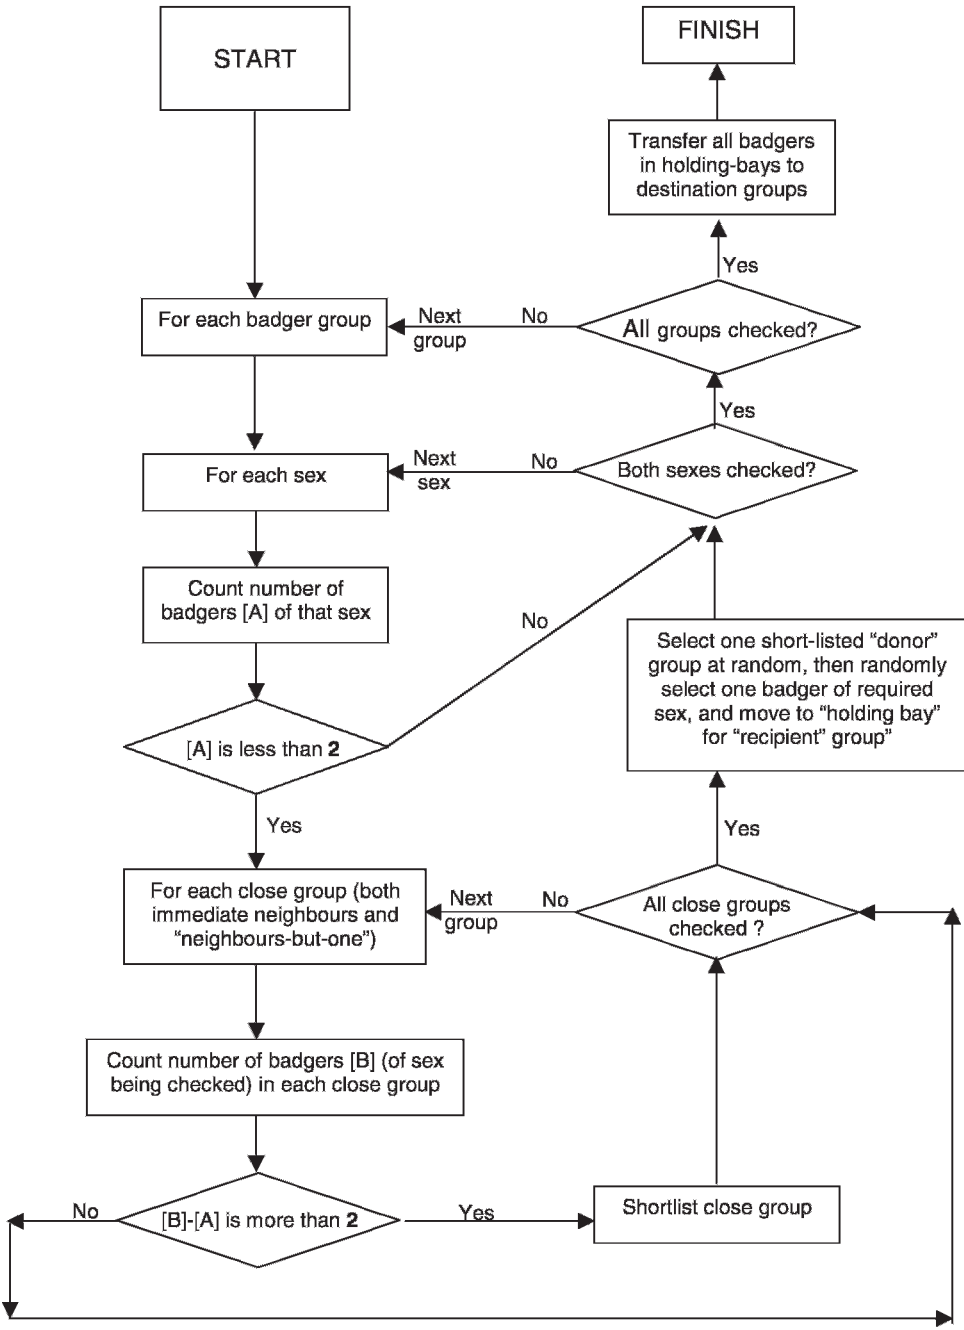 START
FINISH
Transfer all badgers
in holding-bays to
destination groups
Yes
For each badger group
Next
group
No
All groups checked?
Yes
For each sex
Next
sex
No
Both sexes checked?
Count number of
badgers [A] of that sex
No
Select one short-listed “donor”
group at random, then randomly
select one badger of required
sex, and move to “holding bay”
for “recipient” group”
[A] is less than 2
Yes
Yes
For each close group (both
immediate neighbours and
“neighbours-but-one”)
Next
group
No
All close groups
checked ?
Count number of badgers [B] (of sex
being checked) in each close group
No
[B]-[A] is more than 2
Yes
Shortlist close group